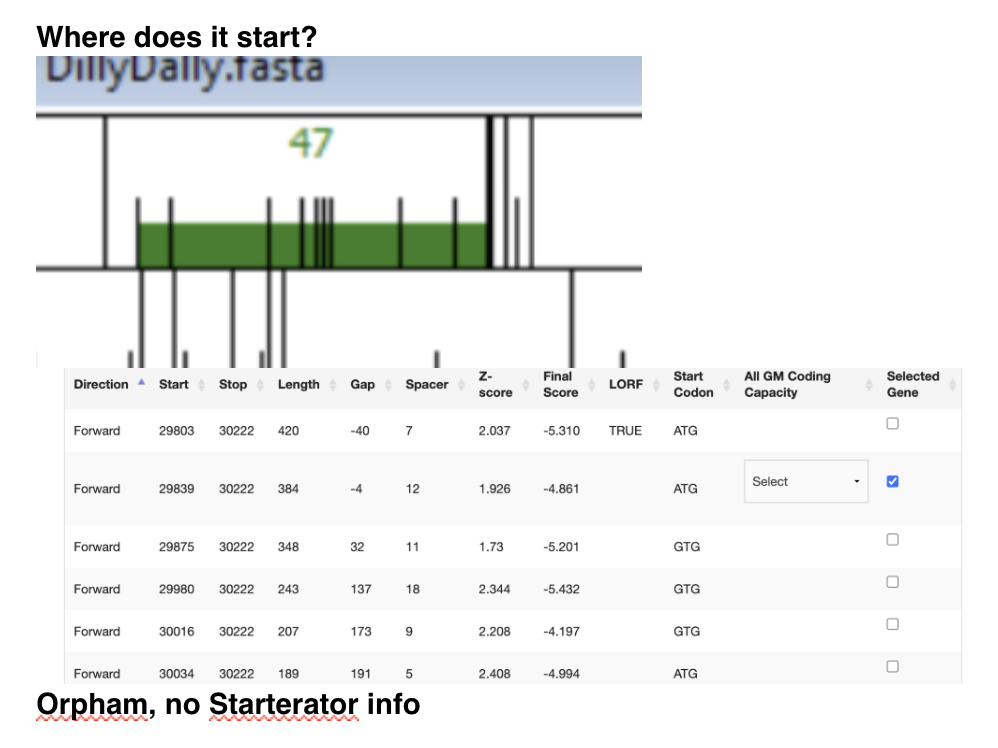 Where does it start?
DillyDally.fasta
47
Direction Start Stop Length Gap Spacer Z-score Final Score LORF Start Codon All GM Coding Capacity Selected Gene
Forward 29803 30222 420 -40 7 2.037 -5.310 TRUE ATG
Forward 29839 30222 384 -4 12 1.926 -4.861 ATG Select
Forward 29875 30222 348 32 11 1.73 -5.201 GTG
Forward 29980 30222 243 137 18 2.344 -5.432 GTG
Forward 30016 30222 207 173 9 2.208 -4.197 GTG
Forward 30034 30222 189 191 5 2.408 -4.994 ATG
Orpham, no Starterator info